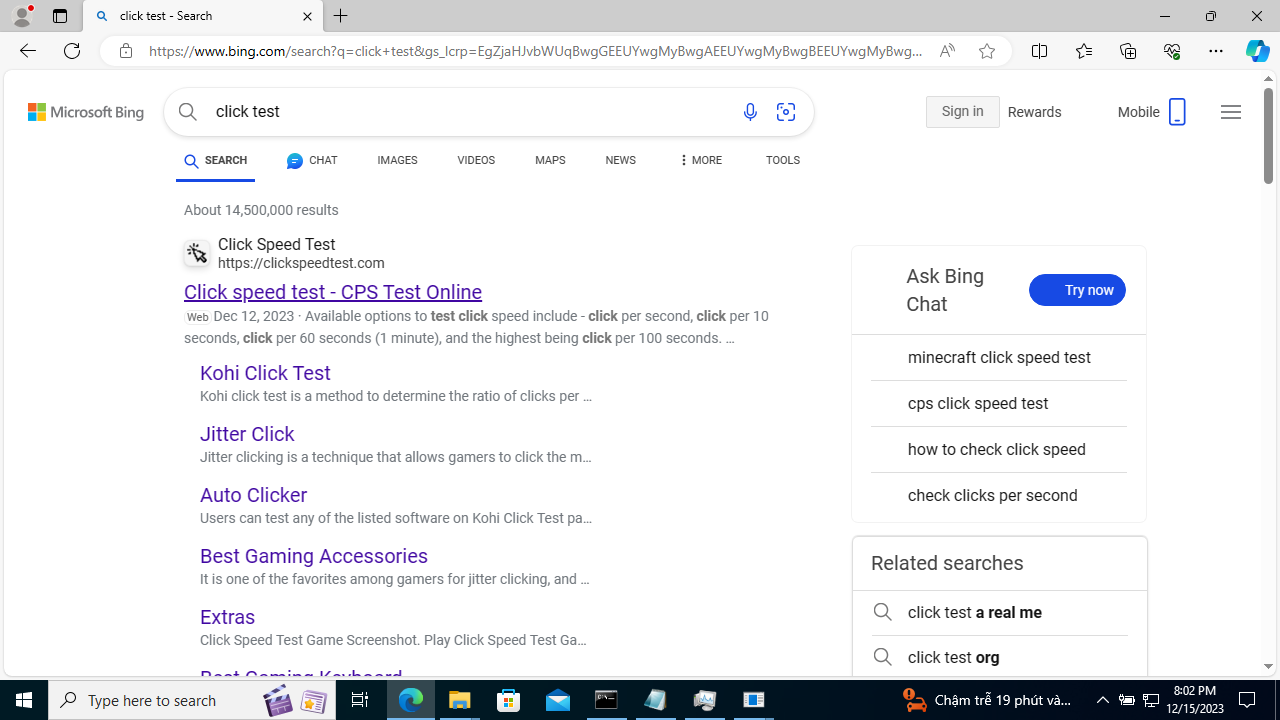 click test - Search
https://www.bing.com/search?q=click+test&gs_lcrp=EgZjaHJvbWUqBwgGEEUYwgMyBwgAEEUYwgMyBwgBEEUYwgMyBwg...
Microsoft Bing
click test
Sign in
Rewards
Mobile
SEARCH
CHAT
IMAGES
VIDEOS
MAPS
NEWS
MORE
TOOLS
About 14,500,000 results
Click Speed Test
https://clickspeedtest.com
Click speed test - CPS Test Online
Web Dec 12, 2023 · Available options to test click speed include - click per second, click per 10
seconds, click per 60 seconds (1 minute), and the highest being click per 100 seconds. …
Kohi Click Test
Kohi click test is a method to determine the ratio of clicks per …
Jitter Click
Jitter clicking is a technique that allows gamers to click the m…
Auto Clicker
Users can test any of the listed software on Kohi Click Test pa…
Best Gaming Accessories
It is one of the favorites among gamers for jitter clicking, and …
Extras
Click Speed Test Game Screenshot. Play Click Speed Test Ga…
Best Gaming Keyboard
Ask Bing
Chat
Try now
minecraft click speed test
cps click speed test
how to check click speed
check clicks per second
Related searches
click test a real me
click test org
Type here to search
Chậm trễ 19 phút và...
8:02 PM
12/15/2023